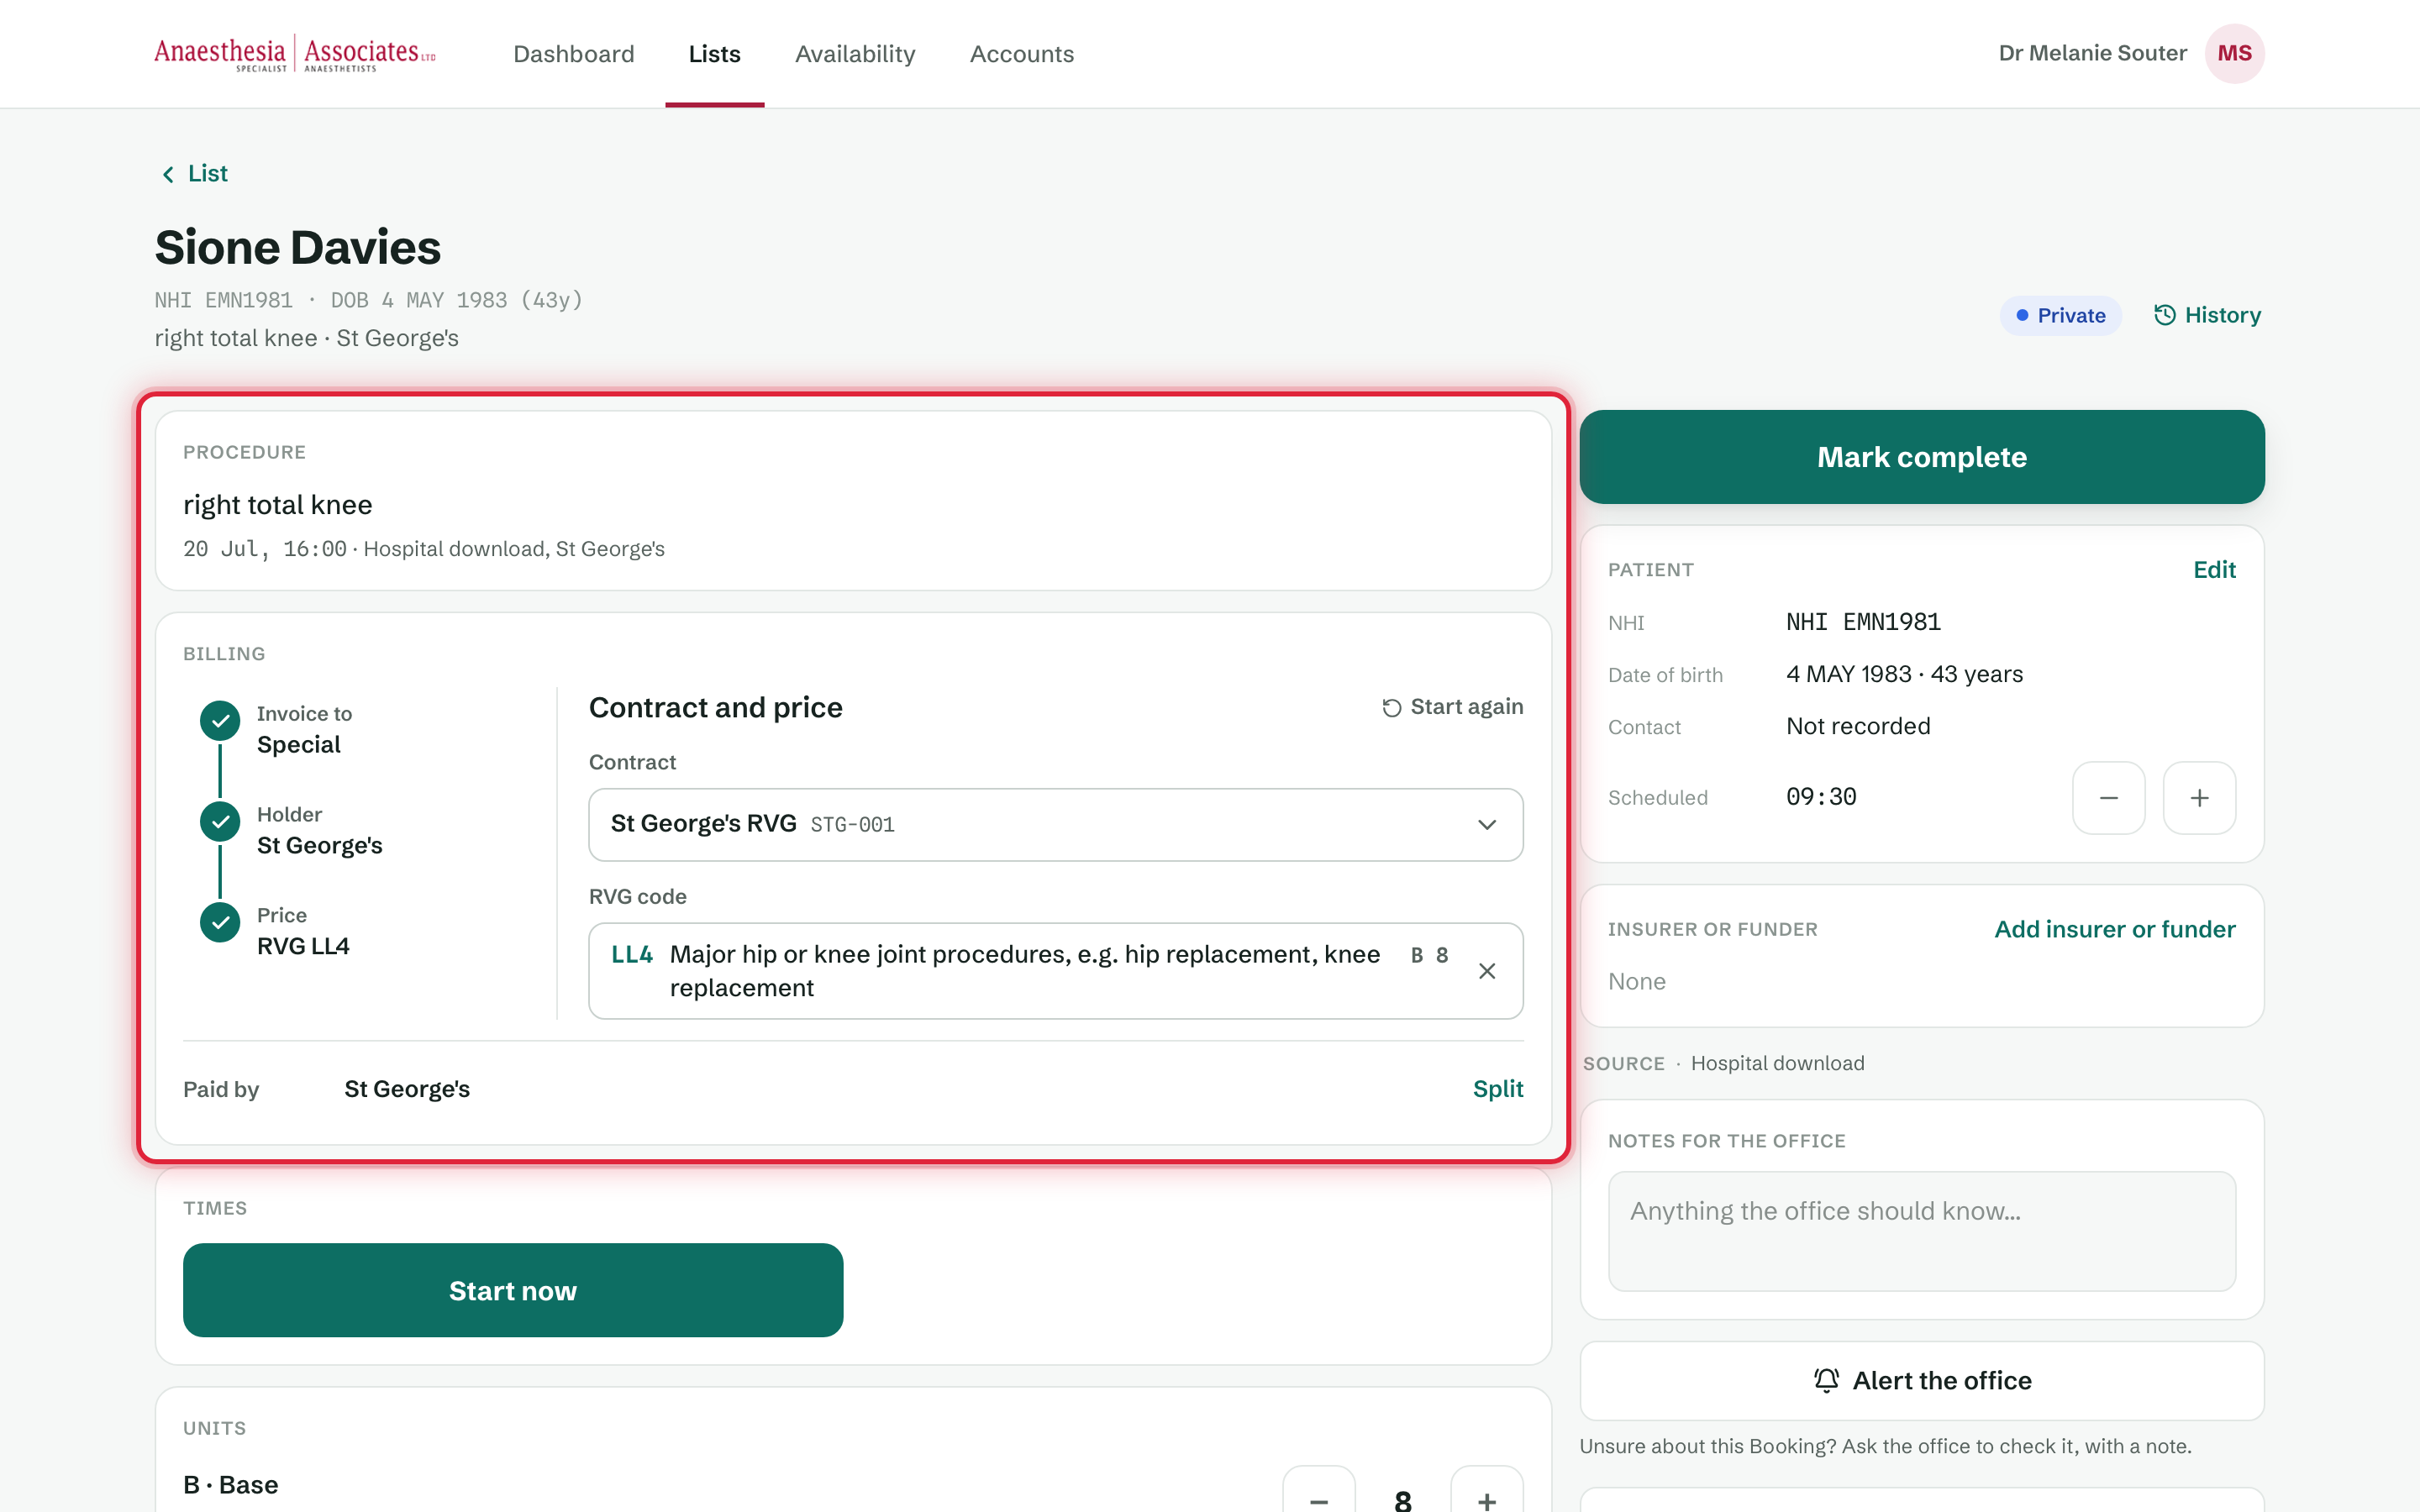 Anaesthesia Associates LTD
SPECIALIST ANAESTHETISTS
Dashboard
Lists
Availability
Accounts
Dr Melanie Souter
MS
List
Sione Davies
NHI EMN1981 · DOB 4 MAY 1983 (43y)
right total knee · St George's
Private
History
PROCEDURE
right total knee
20 Jul, 16:00 · Hospital download, St George's
BILLING
Invoice to
Special
Holder
St George's
Price
RVG LL4
Contract and price
Start again
Contract
St George's RVG STG-001
RVG code
LL4 Major hip or knee joint procedures, e.g. hip replacement, knee B 8
replacement
Paid by St George's Split
TIMES
Start now
UNITS
B · Base
− 8 +
Mark complete
PATIENT Edit
NHI NHI EMN1981
Date of birth 4 MAY 1983 · 43 years
Contact Not recorded
Scheduled 09:30 − +
INSURER OR FUNDER Add insurer or funder
None
SOURCE · Hospital download
NOTES FOR THE OFFICE
Anything the office should know...
Alert the office
Unsure about this Booking? Ask the office to check it, with a note.